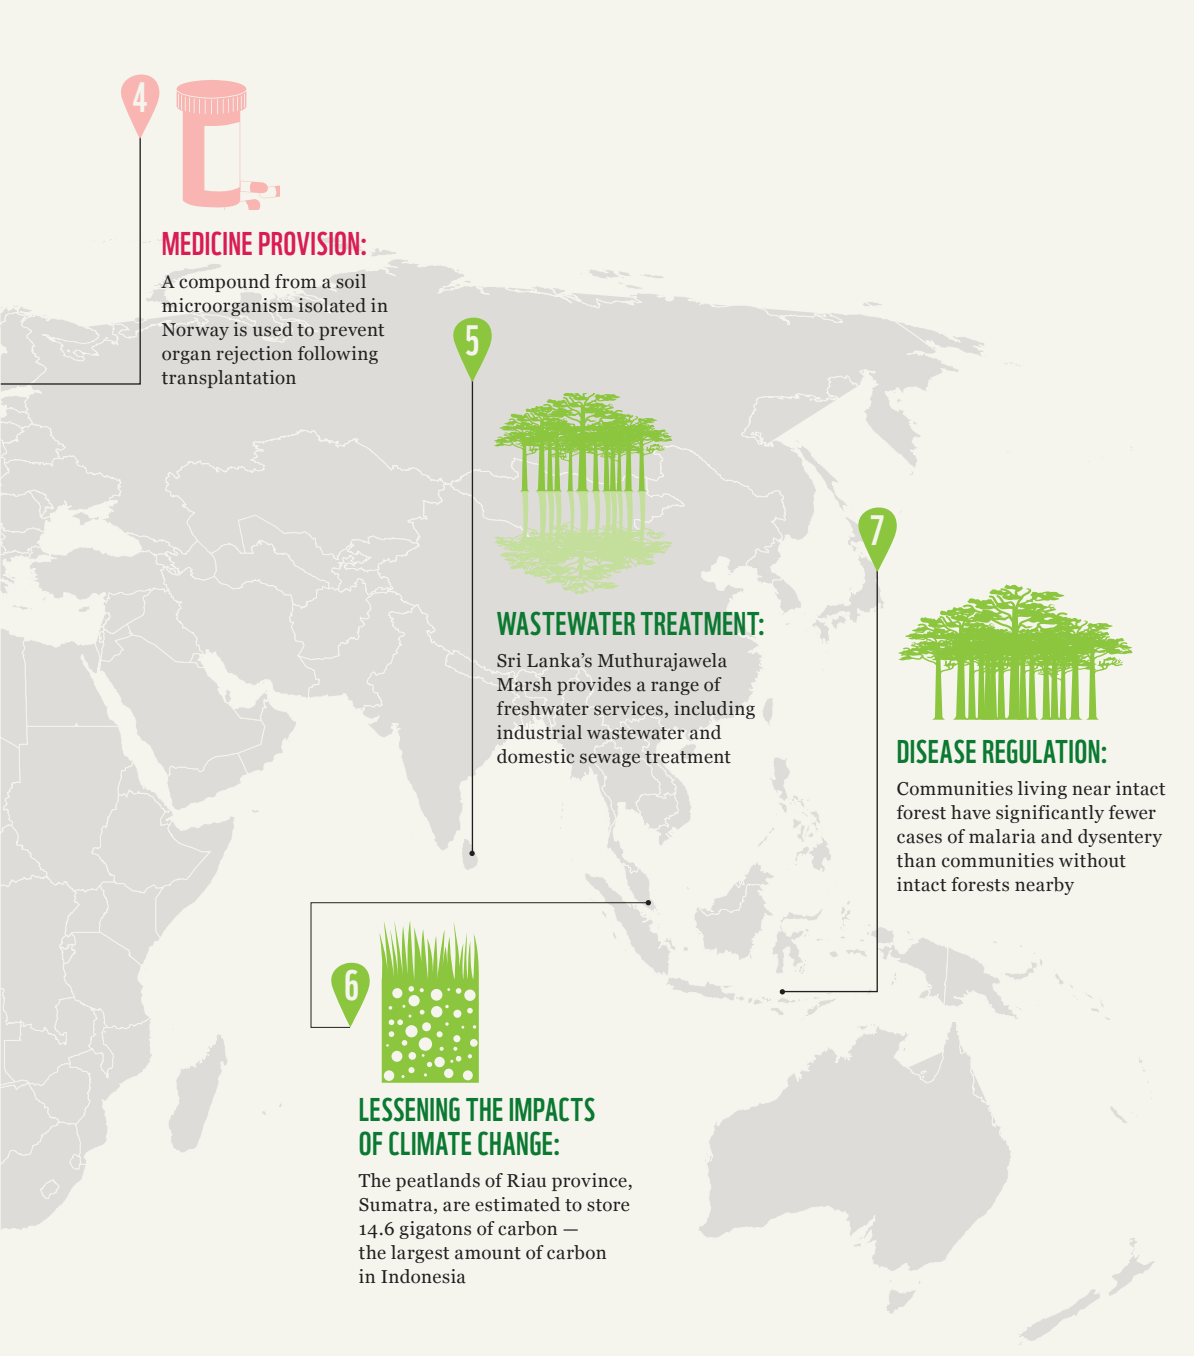 4
MEDICINE PROVISION:
A compound from a soil
microorganism isolated in
Norway is used to prevent
organ rejection following
transplantation
5
WASTEWATER TREATMENT:
Sri Lanka’s Muthurajawela
Marsh provides a range of
freshwater services, including
industrial wastewater and
domestic sewage treatment
7
DISEASE REGULATION:
Communities living near intact
forest have significantly fewer
cases of malaria and dysentery
than communities without
intact forests nearby
6
LESSENING THE IMPACTS
OF CLIMATE CHANGE:
The peatlands of Riau province,
Sumatra, are estimated to store
14.6 gigatons of carbon —
the largest amount of carbon
in Indonesia